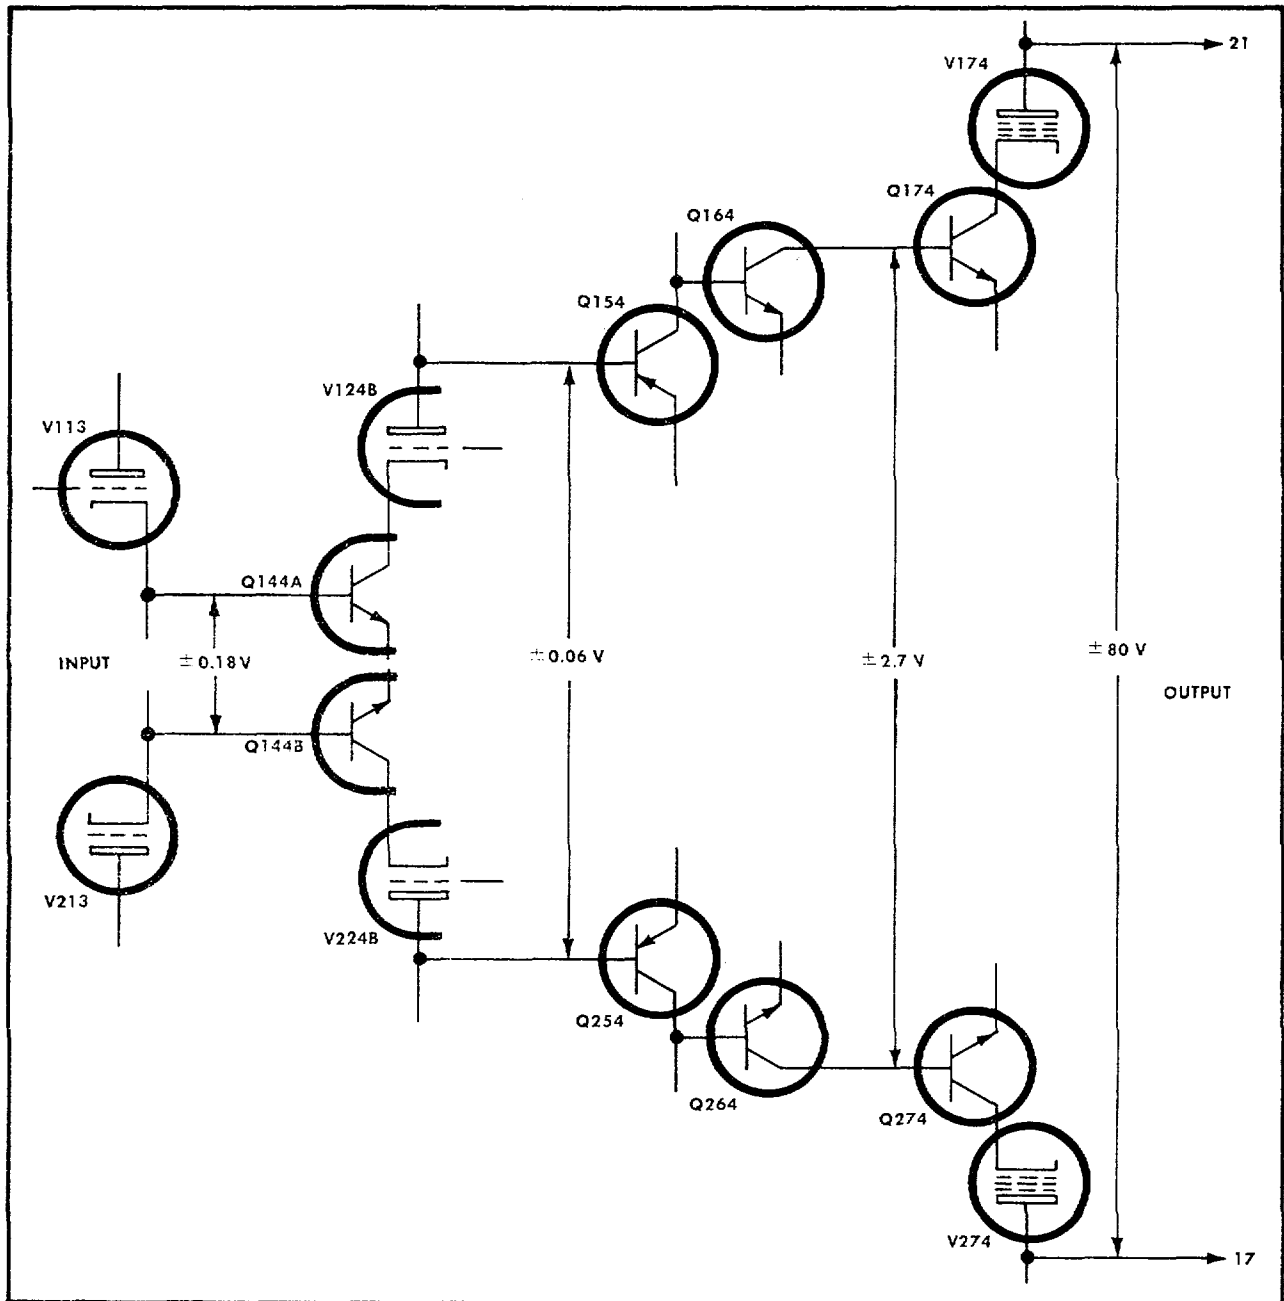 21
V174
Q174
Q164
Q154
V124B
V113
Q144A
INPUT
± 0.18 V
± 0.06 V
± 2.7 V
± 80 V
OUTPUT
Q144B
V213
V224B
Q254
Q264
Q274
V274
17